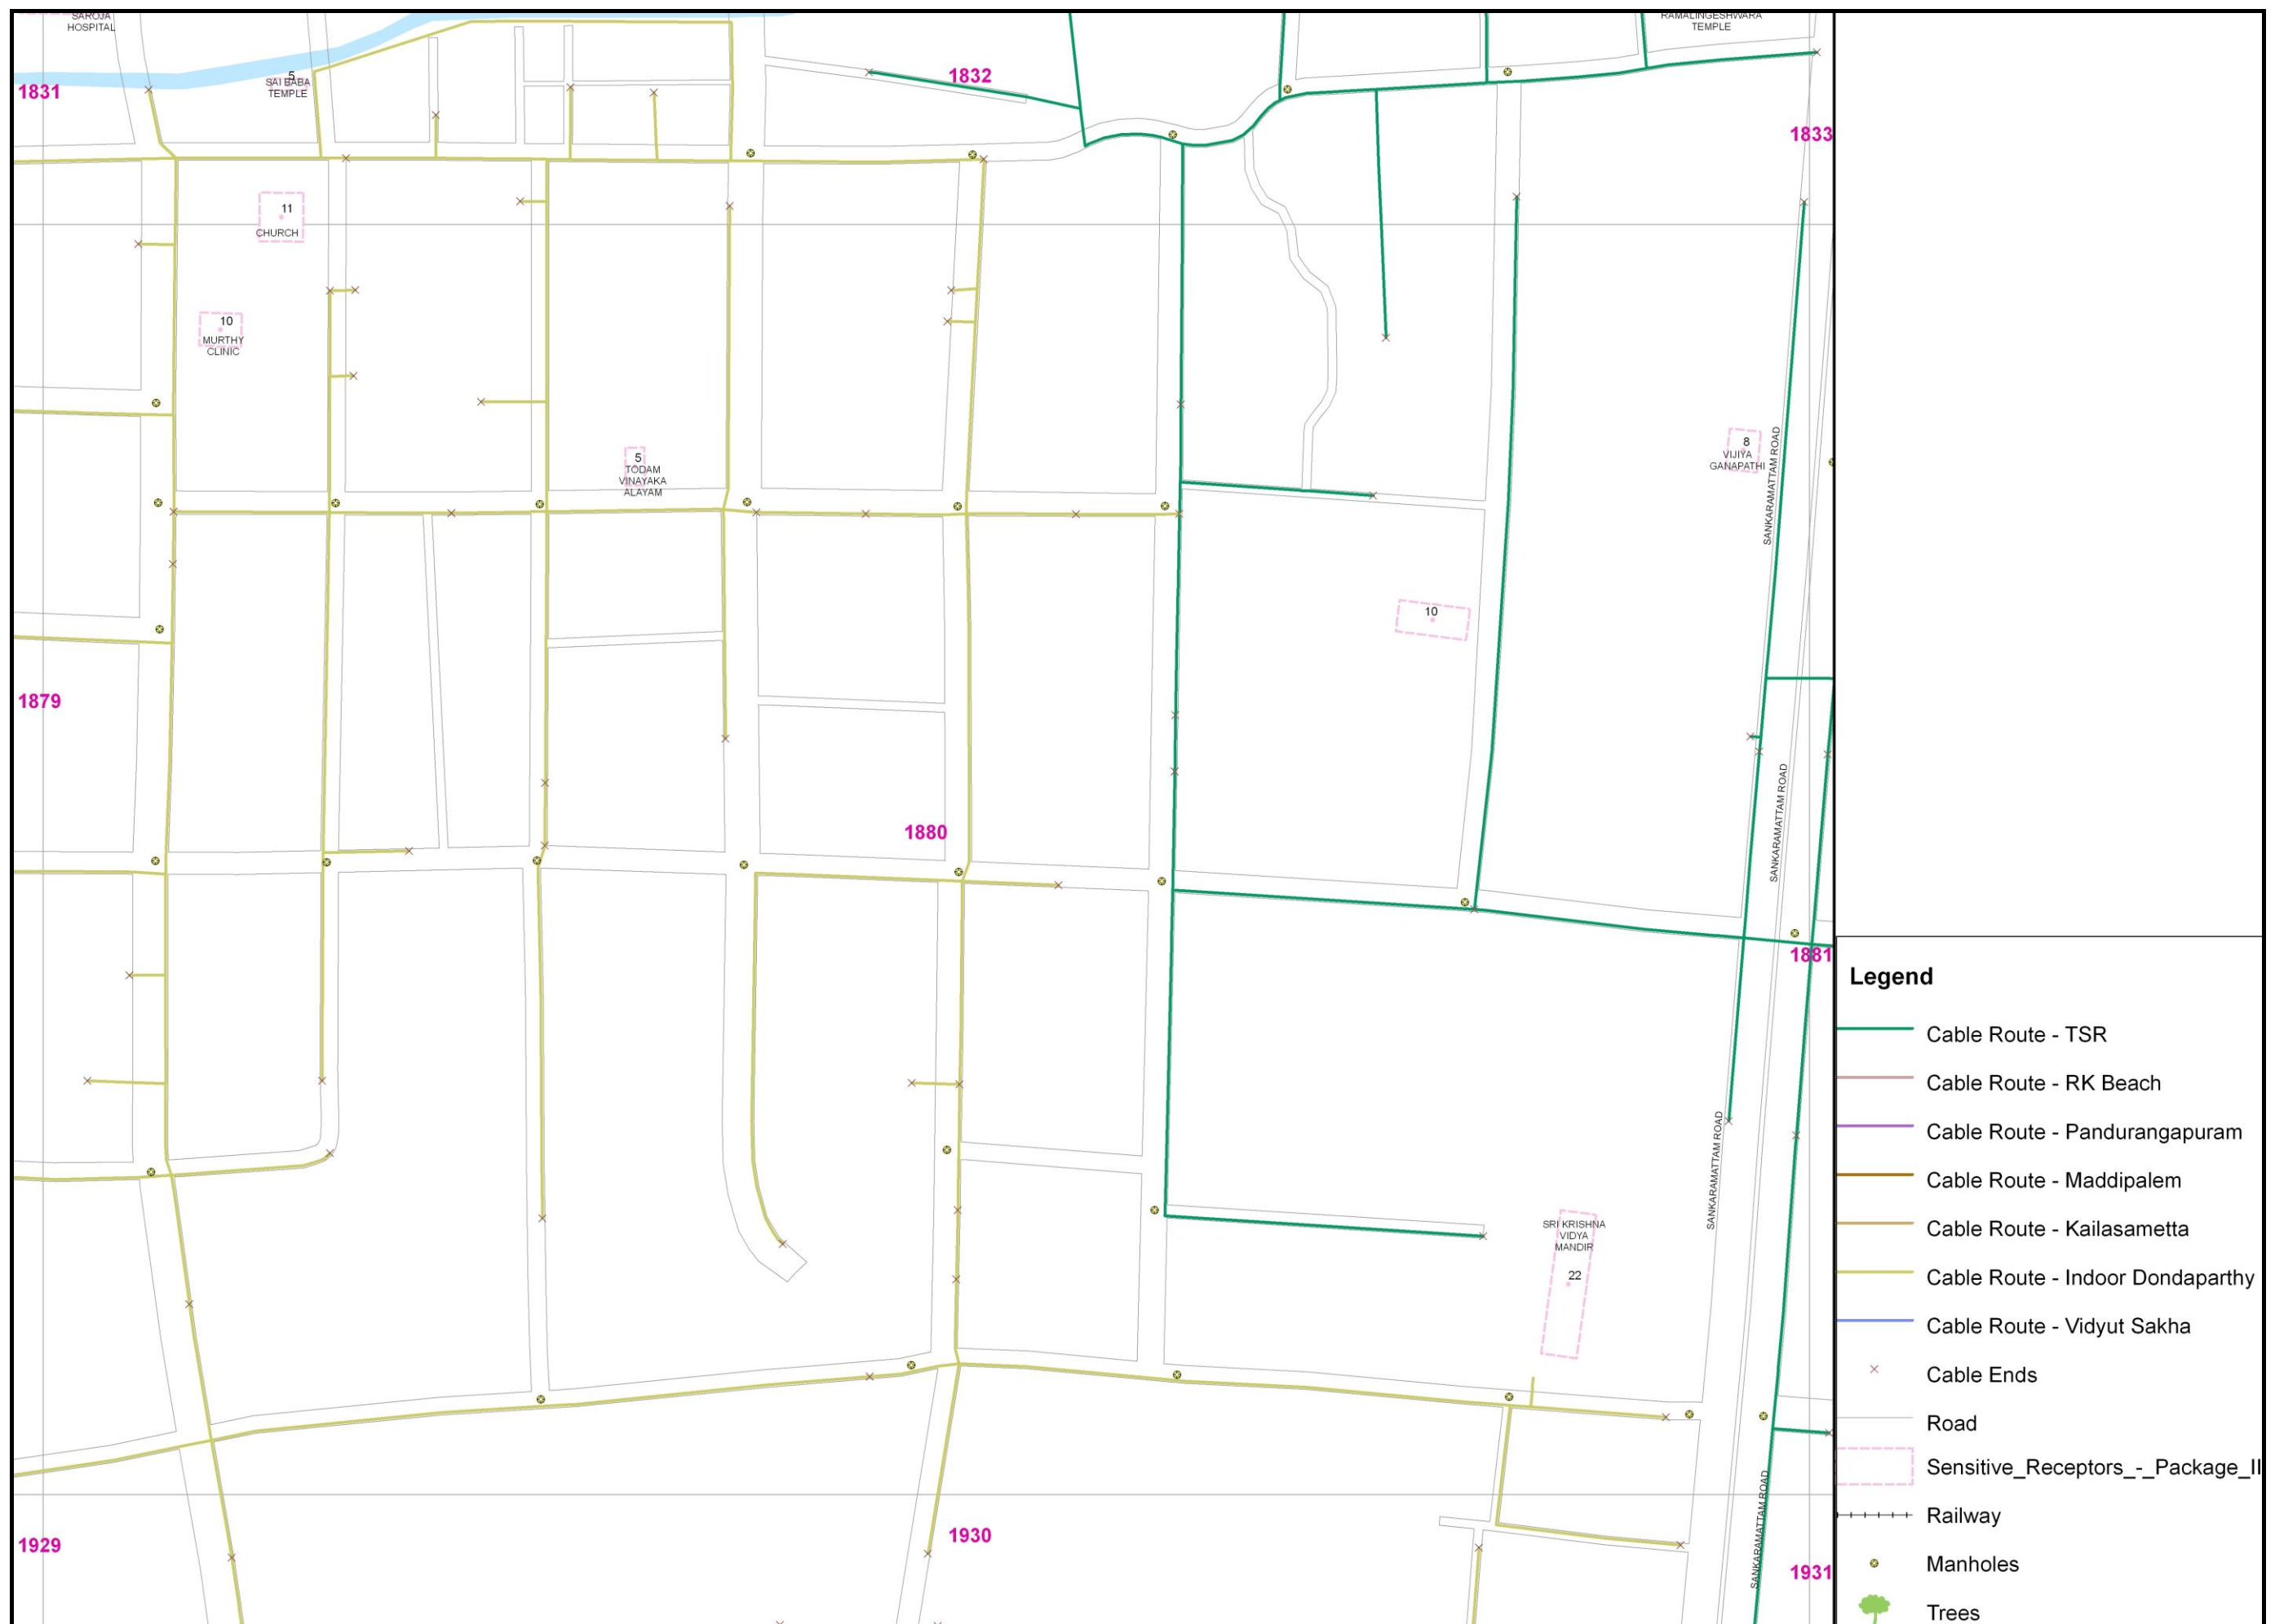 SAROJA
HOSPITAL
RAMALINGESHWARA
TEMPLE
1831
5
SAI BABA
TEMPLE
1832
1833
11
CHURCH
10
MURTHY
CLINIC
5
TODAM
VINAYAKA
ALAYAM
8
VIJIYA
GANAPATHI
SANKARAMATTAM ROAD
10
1879
1880
SANKARAMATTAM ROAD
1881
SANKARAMATTAM ROAD
SRI KRISHNA
VIDYA
MANDIR
22
SANKARAMATTAM ROAD
1929
1930
1931
Legend
Cable Route - TSR
Cable Route - RK Beach
Cable Route - Pandurangapuram
Cable Route - Maddipalem
Cable Route - Kailasametta
Cable Route - Indoor Dondaparthy
Cable Route - Vidyut Sakha
Cable Ends
Road
Sensitive_Receptors_-_Package_II
Railway
Manholes
Trees